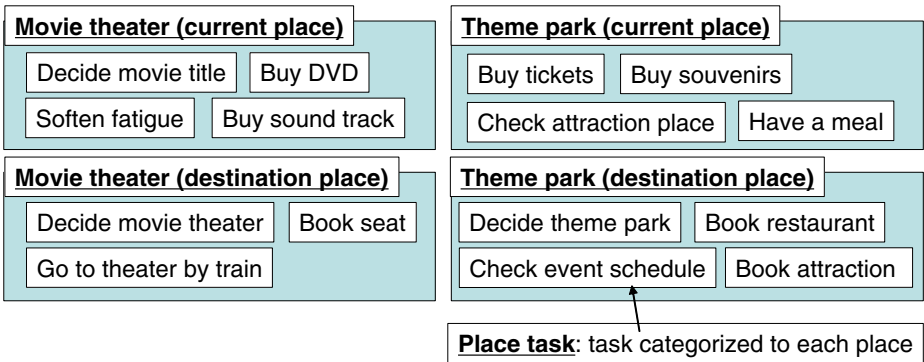 Movie theater (current place)
Decide movie title
Buy DVD
Soften fatigue
Buy sound track
Theme park (current place)
Buy tickets
Buy souvenirs
Check attraction place
Have a meal
Movie theater (destination place)
Decide movie theater
Book seat
Go to theater by train
Theme park (destination place)
Decide theme park
Book restaurant
Check event schedule
Book attraction
Place task: task categorized to each place